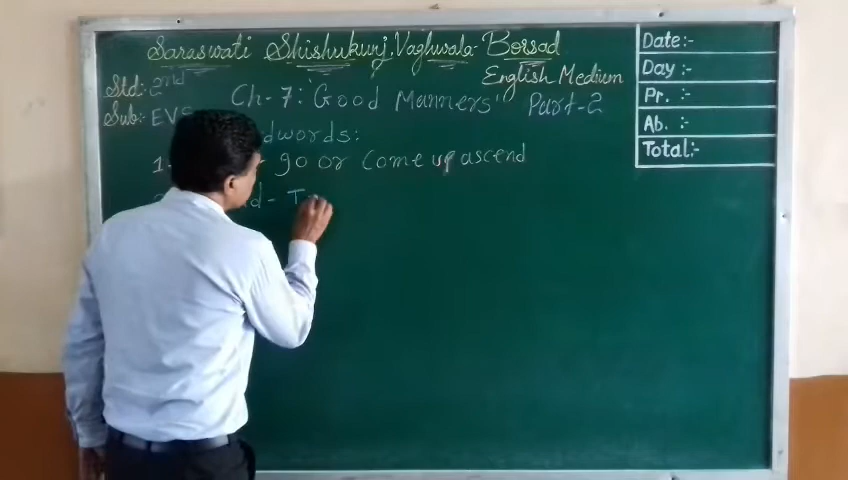 Saraswati Shishukunj, Vaghwala-Borsad
English Medium
Std:- 2nd
Sub:- EVS
Ch-7: Good Manners" Part-2
dwords:
1. - go or Come up ascend
d - T
Date:-
Day :-
Pr. :-
Ab. :-
Total:-